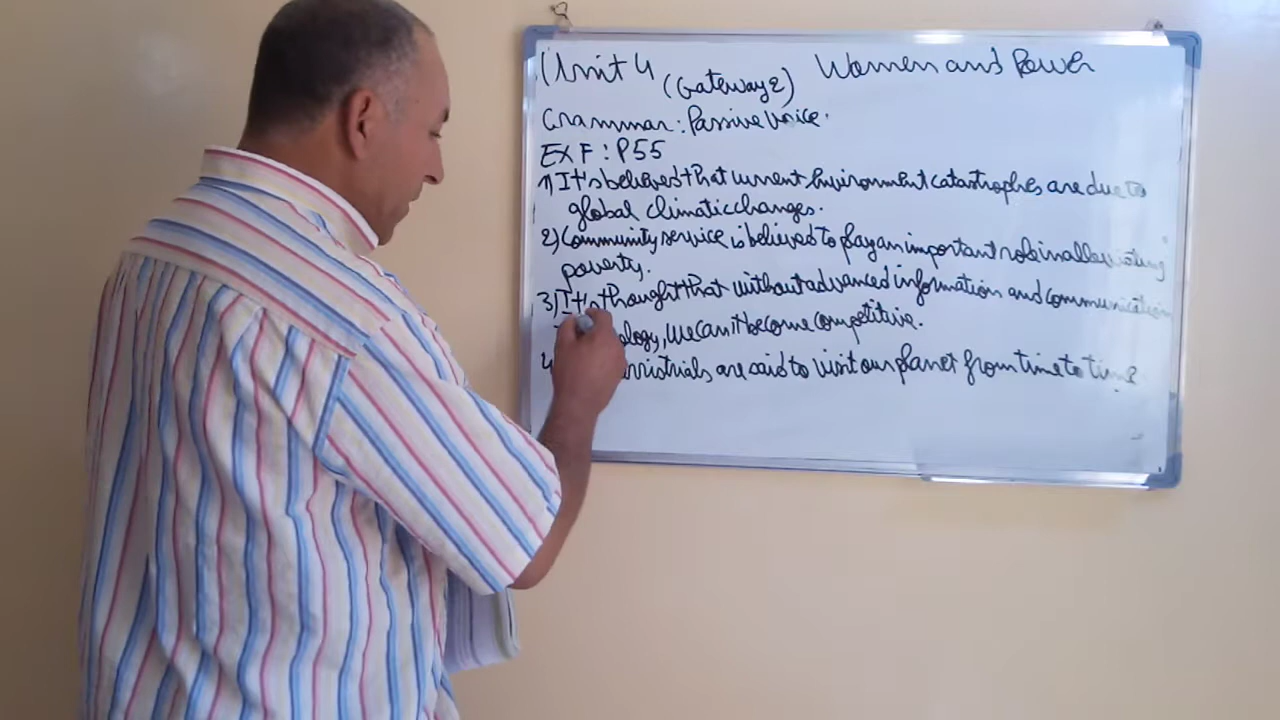 Unit 4 (Gateway 2) Women and Power
Grammar: Passive Voice.
EX F: P55
1) It's believed that current environment catastrophes are due to
global climatic changes.
2) Community service is believed to play an important role in alleviating
poverty.
3) It's thought that without advanced information and communication
ology, we can't become competitive.
4 rristrials are said to visit our planet from time to time